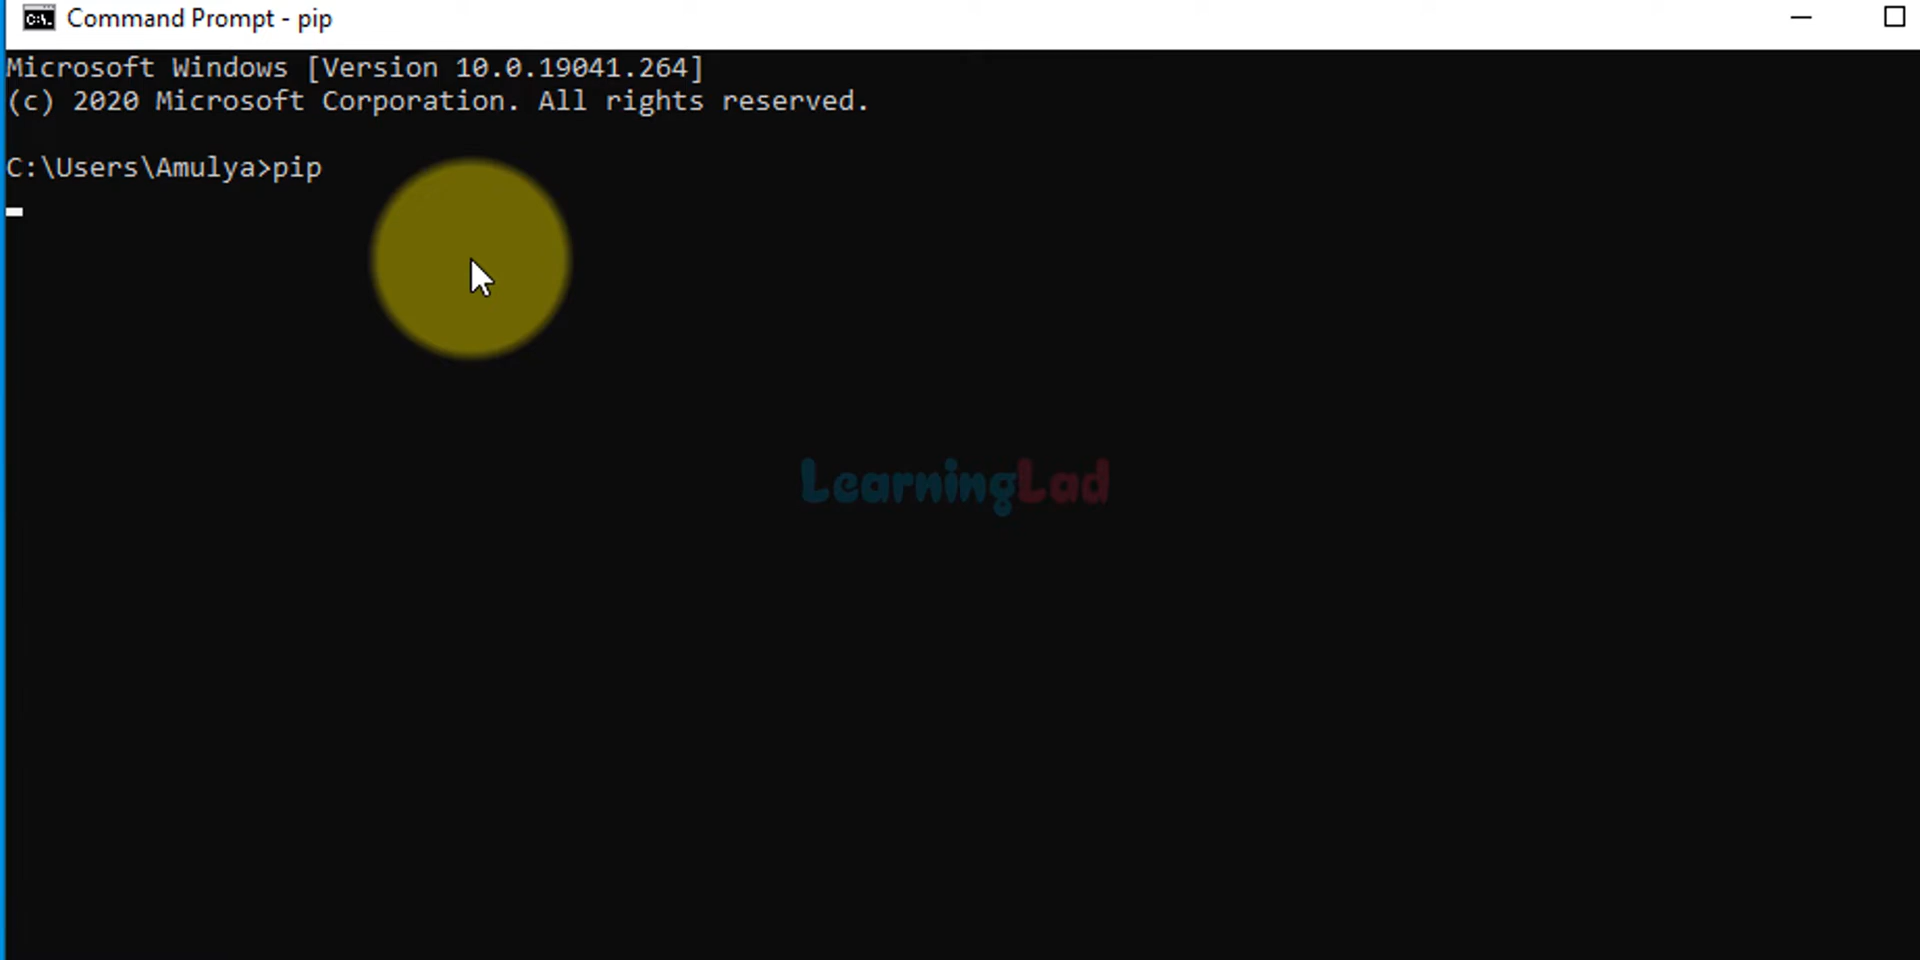 Command Prompt - pip
Microsoft Windows [Version 10.0.19041.264]
(c) 2020 Microsoft Corporation. All rights reserved.
C:\Users\Amulya>pip
LearningLad